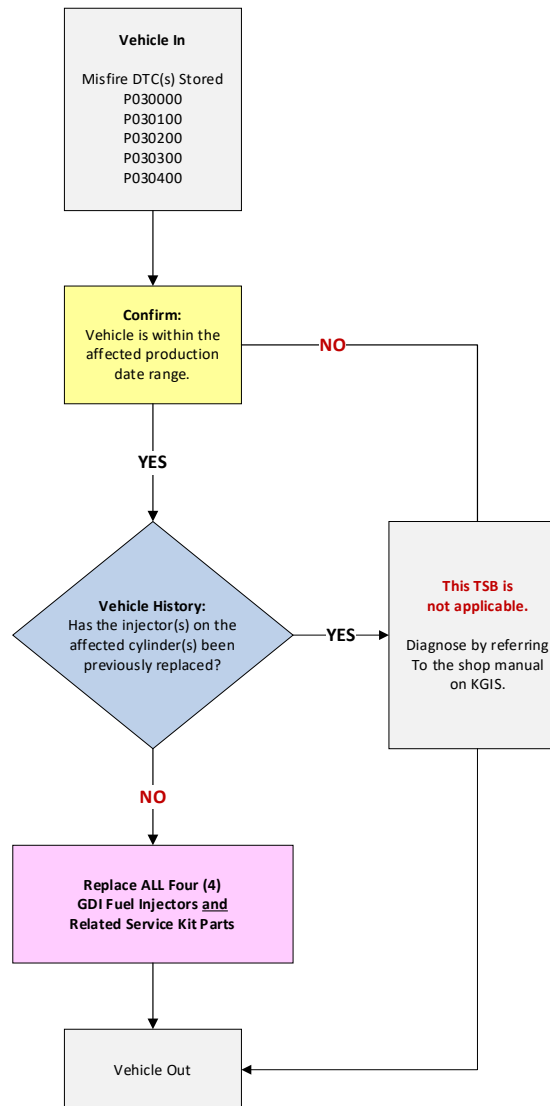 Vehicle In
Misfire DTC(s) Stored
P030000
P030100
P030200
P030300
P030400
Confirm:
Vehicle is within the
affected production
date range.
NO
YES
Vehicle History:
Has the injector(s) on the
affected cylinder(s) been
previously replaced?
YES
This TSB is
not applicable.
Diagnose by referring
To the shop manual
on KGIS.
NO
Replace ALL Four (4)
GDI Fuel Injectors and
Related Service Kit Parts
Vehicle Out